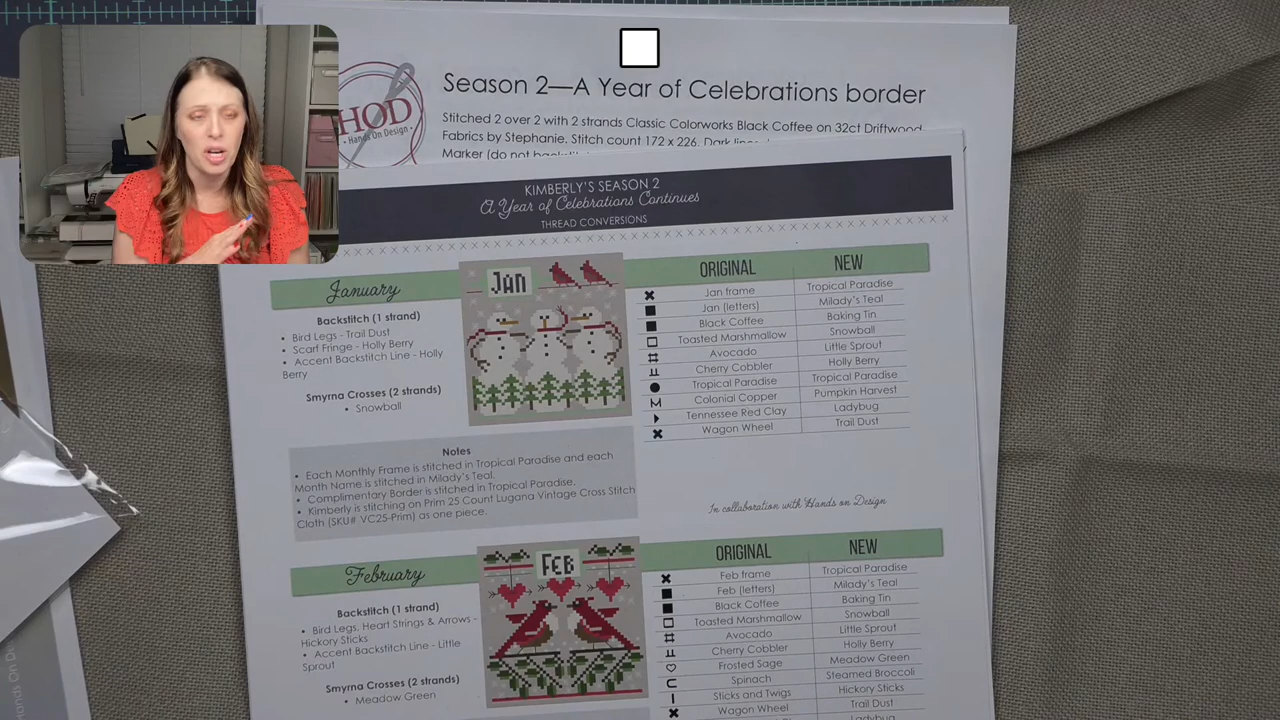 HOD
• Hands On Design •
Season 2—A Year of Celebrations border
Stitched 2 over 2 with 2 strands Classic Colorworks Black Coffee on 32ct Driftwood
Fabrics by Stephanie. Stitch count 172 x 226. Dark
Marker (do not
KIMBERLY'S SEASON 2
A Year of Celebrations Continues
THREAD CONVERSIONS
January
Backstitch (1 strand)
• Bird Legs - Trail Dust
• Scarf Fringe - Holly Berry
• Accent Backstitch Line - Holly
Berry
Smyrna Crosses (2 strands)
• Snowball
JAN
ORIGINAL NEW
Jan frame Tropical Paradise
Jan (letters) Milady's Teal
Black Coffee Baking Tin
Toasted Marshmallow Snowball
Avocado Little Sprout
Cherry Cobbler Holly Berry
Tropical Paradise Tropical Paradise
Colonial Copper Pumpkin Harvest
Tennessee Red Clay Ladybug
Wagon Wheel Trail Dust
Notes
• Each Monthly Frame is stitched in Tropical Paradise and each
Month Name is stitched in Milady's Teal.
• Complimentary Border is stitched in Tropical Paradise.
• Kimberly is stitching on Prim 25 Count Lugana Vintage Cross Stitch
Cloth (SKU# VC25-Prim) as one piece.
In collaboration with Hands on Design
February
Backstitch (1 strand)
• Bird Legs, Heart Strings & Arrows -
Hickory Sticks
• Accent Backstitch Line - Little
Sprout
Smyrna Crosses (2 strands)
• Meadow Green
FEB
ORIGINAL NEW
Feb frame Tropical Paradise
Feb (letters) Milady's Teal
Black Coffee Baking Tin
Toasted Marshmallow Snowball
Avocado Little Sprout
Cherry Cobbler Holly Berry
Frosted Sage Meadow Green
Spinach Steamed Broccoli
Sticks and Twigs Hickory Sticks
Wagon Wheel Trail Dust
Ladybug
Hands On De